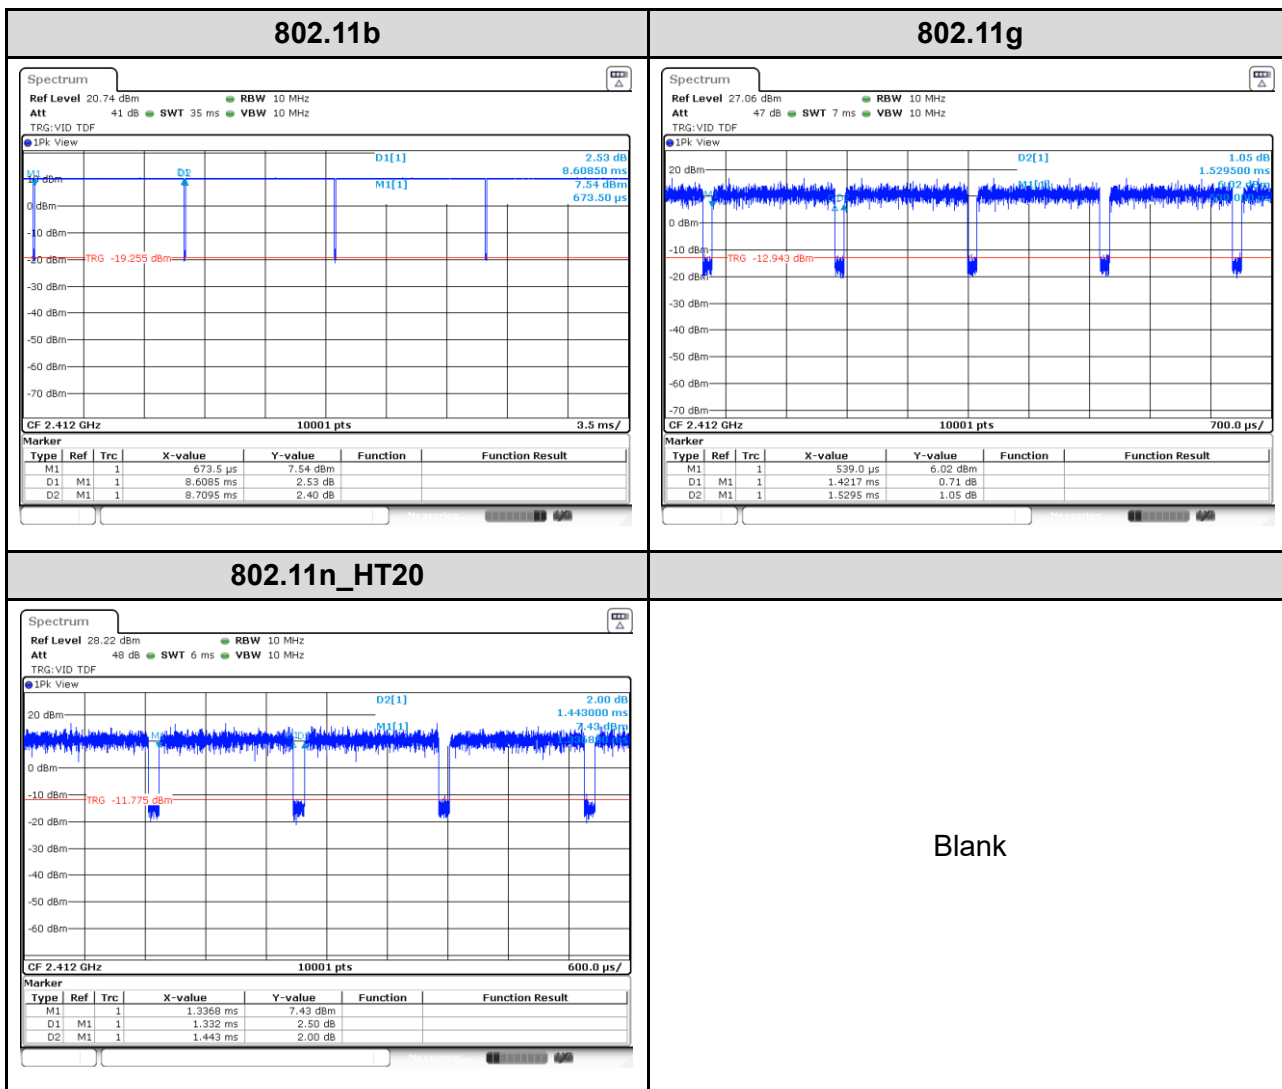 802.11b
802.11g
Spectrum
Ref Level 20.74 dBm RBW 10 MHz
Att 41 dB SWT 35 ms VBW 10 MHz
TRG:VID TDF
1Pk View
D1[1] 2.53 dB
8.60850 ms
M1[1] 7.54 dBm
673.50 µs
M1
D2
10 dBm
0 dBm
-10 dBm
-20 dBm
TRG -19.255 dBm
-30 dBm
-40 dBm
-50 dBm
-60 dBm
-70 dBm
CF 2.412 GHz 10001 pts 3.5 ms/
Marker
Type Ref Trc X-value Y-value Function Function Result
M1 1 673.5 µs 7.54 dBm
D1 M1 1 8.6085 ms 2.53 dB
D2 M1 1 8.7095 ms 2.40 dB
Measuring
Spectrum
Ref Level 27.06 dBm RBW 10 MHz
Att 47 dB SWT 7 ms VBW 10 MHz
TRG:VID TDF
1Pk View
D2[1] 1.05 dB
1.529500 ms
M1[1] 6.02 dBm
20 dBm
0 dBm
-10 dBm
TRG -12.943 dBm
-20 dBm
-30 dBm
-40 dBm
-50 dBm
-60 dBm
-70 dBm
CF 2.412 GHz 10001 pts 700.0 µs/
Marker
Type Ref Trc X-value Y-value Function Function Result
M1 1 539.0 µs 6.02 dBm
D1 M1 1 1.4217 ms 0.71 dB
D2 M1 1 1.5295 ms 1.05 dB
Measuring
802.11n_HT20
Spectrum
Ref Level 28.22 dBm RBW 10 MHz
Att 48 dB SWT 6 ms VBW 10 MHz
TRG:VID TDF
1Pk View
D2[1] 2.00 dB
1.443000 ms
M1[1] 7.43 dBm
20 dBm
0 dBm
-10 dBm
TRG -11.775 dBm
-20 dBm
-30 dBm
-40 dBm
-50 dBm
-60 dBm
CF 2.412 GHz 10001 pts 600.0 µs/
Marker
Type Ref Trc X-value Y-value Function Function Result
M1 1 1.3368 ms 7.43 dBm
D1 M1 1 1.332 ms 2.50 dB
D2 M1 1 1.443 ms 2.00 dB
Measuring
Blank